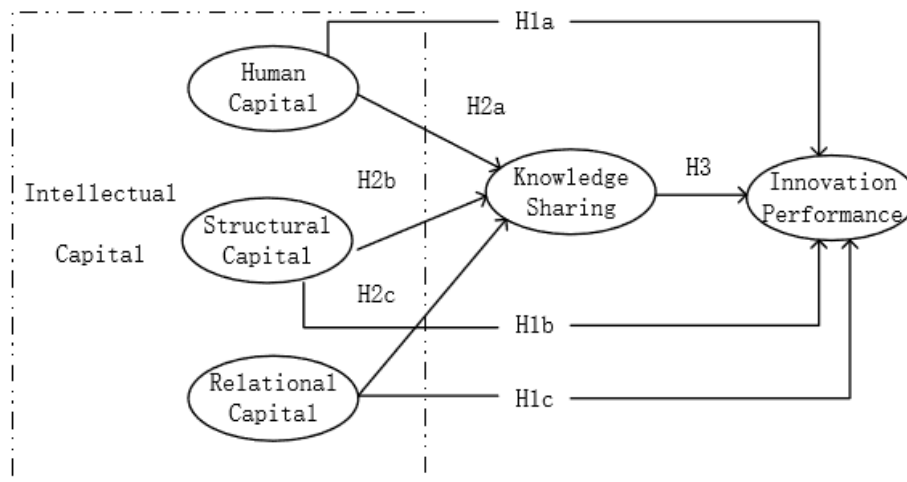 H1a
Human
Capital
H2a
H2b
Knowledge
Sharing
H3
Innovation
Performance
Intellectual
Capital
Structural
Capital
H2c
H1b
Relational
Capital
H1c